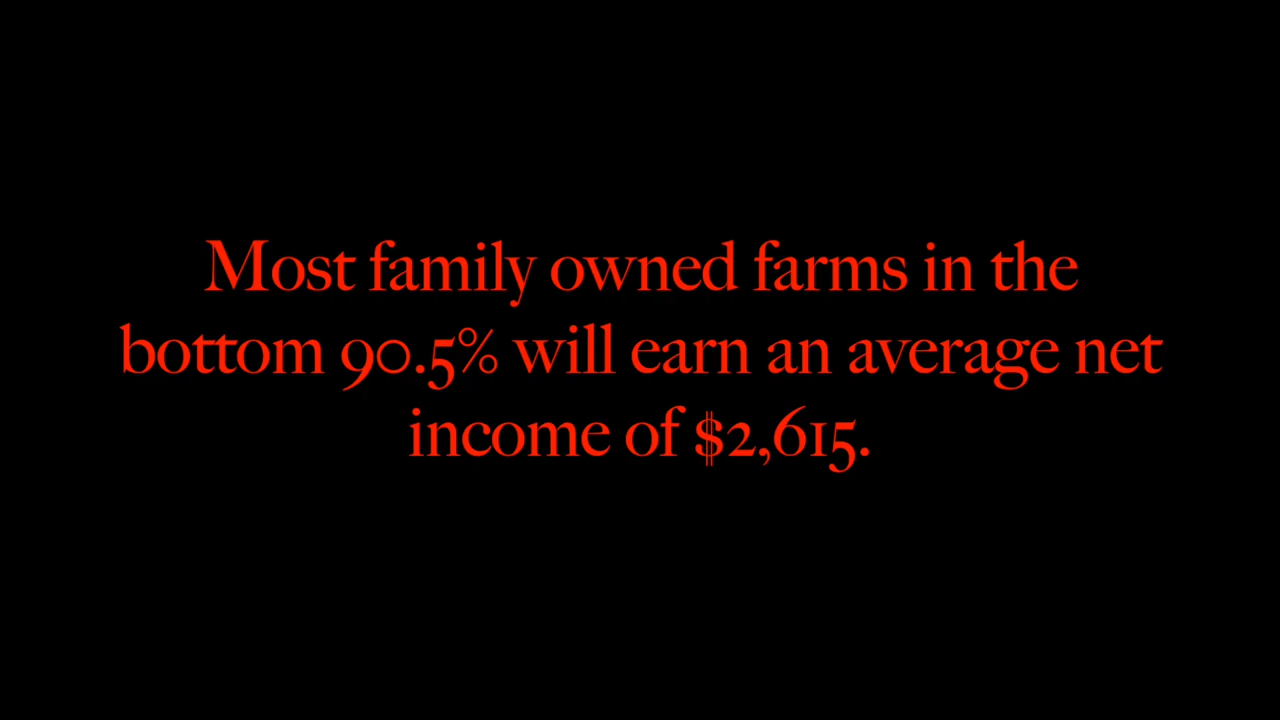 Most family owned farms in the
bottom 90.5% will earn an average net
income of $2,615.